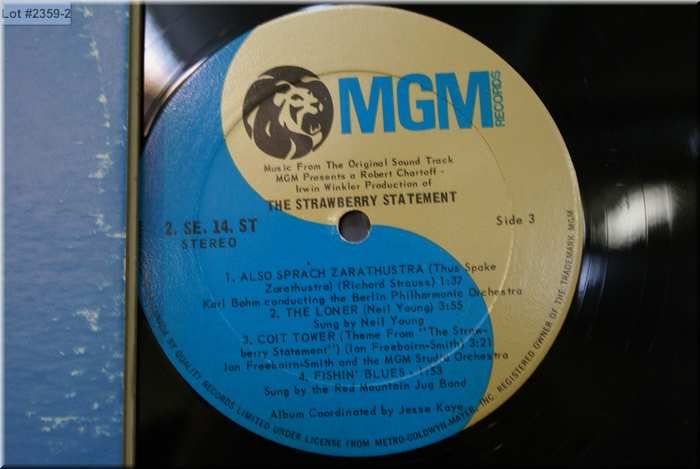 Lot #2359-2
MGM
RECORDS
Music From The Original Sound Track
MGM Presents a Robert Chartoff -
Irwin Winkler Production of
THE STRAWBERRY STATEMENT
2. SE. 14. ST
STEREO
Side 3
1. ALSO SPRACH ZARATHUSTRA (Thus Spake
Zarathustra) (Richard Strauss) 1:37
Karl Bohm conducting the Berlin Philharmonic Orchestra
2. THE LONER (Neil Young) 3:55
Sung by Neil Young
3. COIT TOWER (Theme From "The Straw-
berry Statement") (Ian Freebairn-Smith) 3:21
Ian Freebairn-Smith and the MGM Studio Orchestra
4. FISHIN' BLUES - 1:53
Sung by the Red Mountain Jug Band
Album Coordinated by Jesse Kaye
BY QUALITY RECORDS LIMITED UNDER LICENSE FROM METRO-GOLDWYN-MAYER, INC. REGISTERED OWNER OF THE TRADEMARK MGM